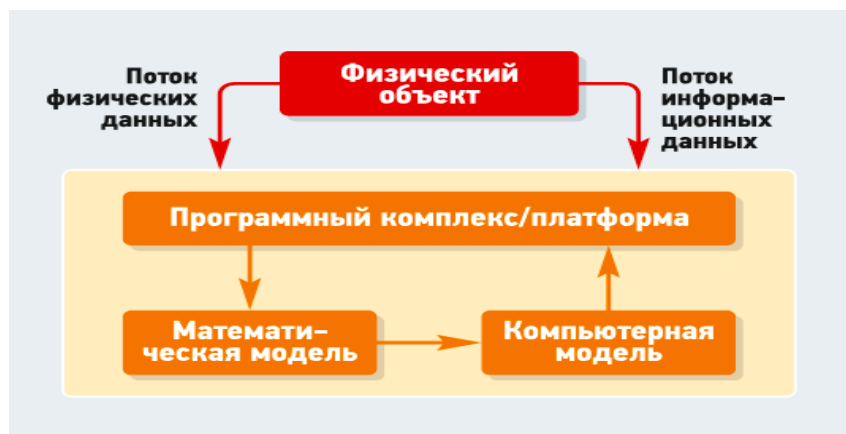 Физический
объект
Поток
физических
данных
Поток
информа–
ционных
данных
Программный комплекс/платформа
Математи–
ческая модель
Компьютерная
модель